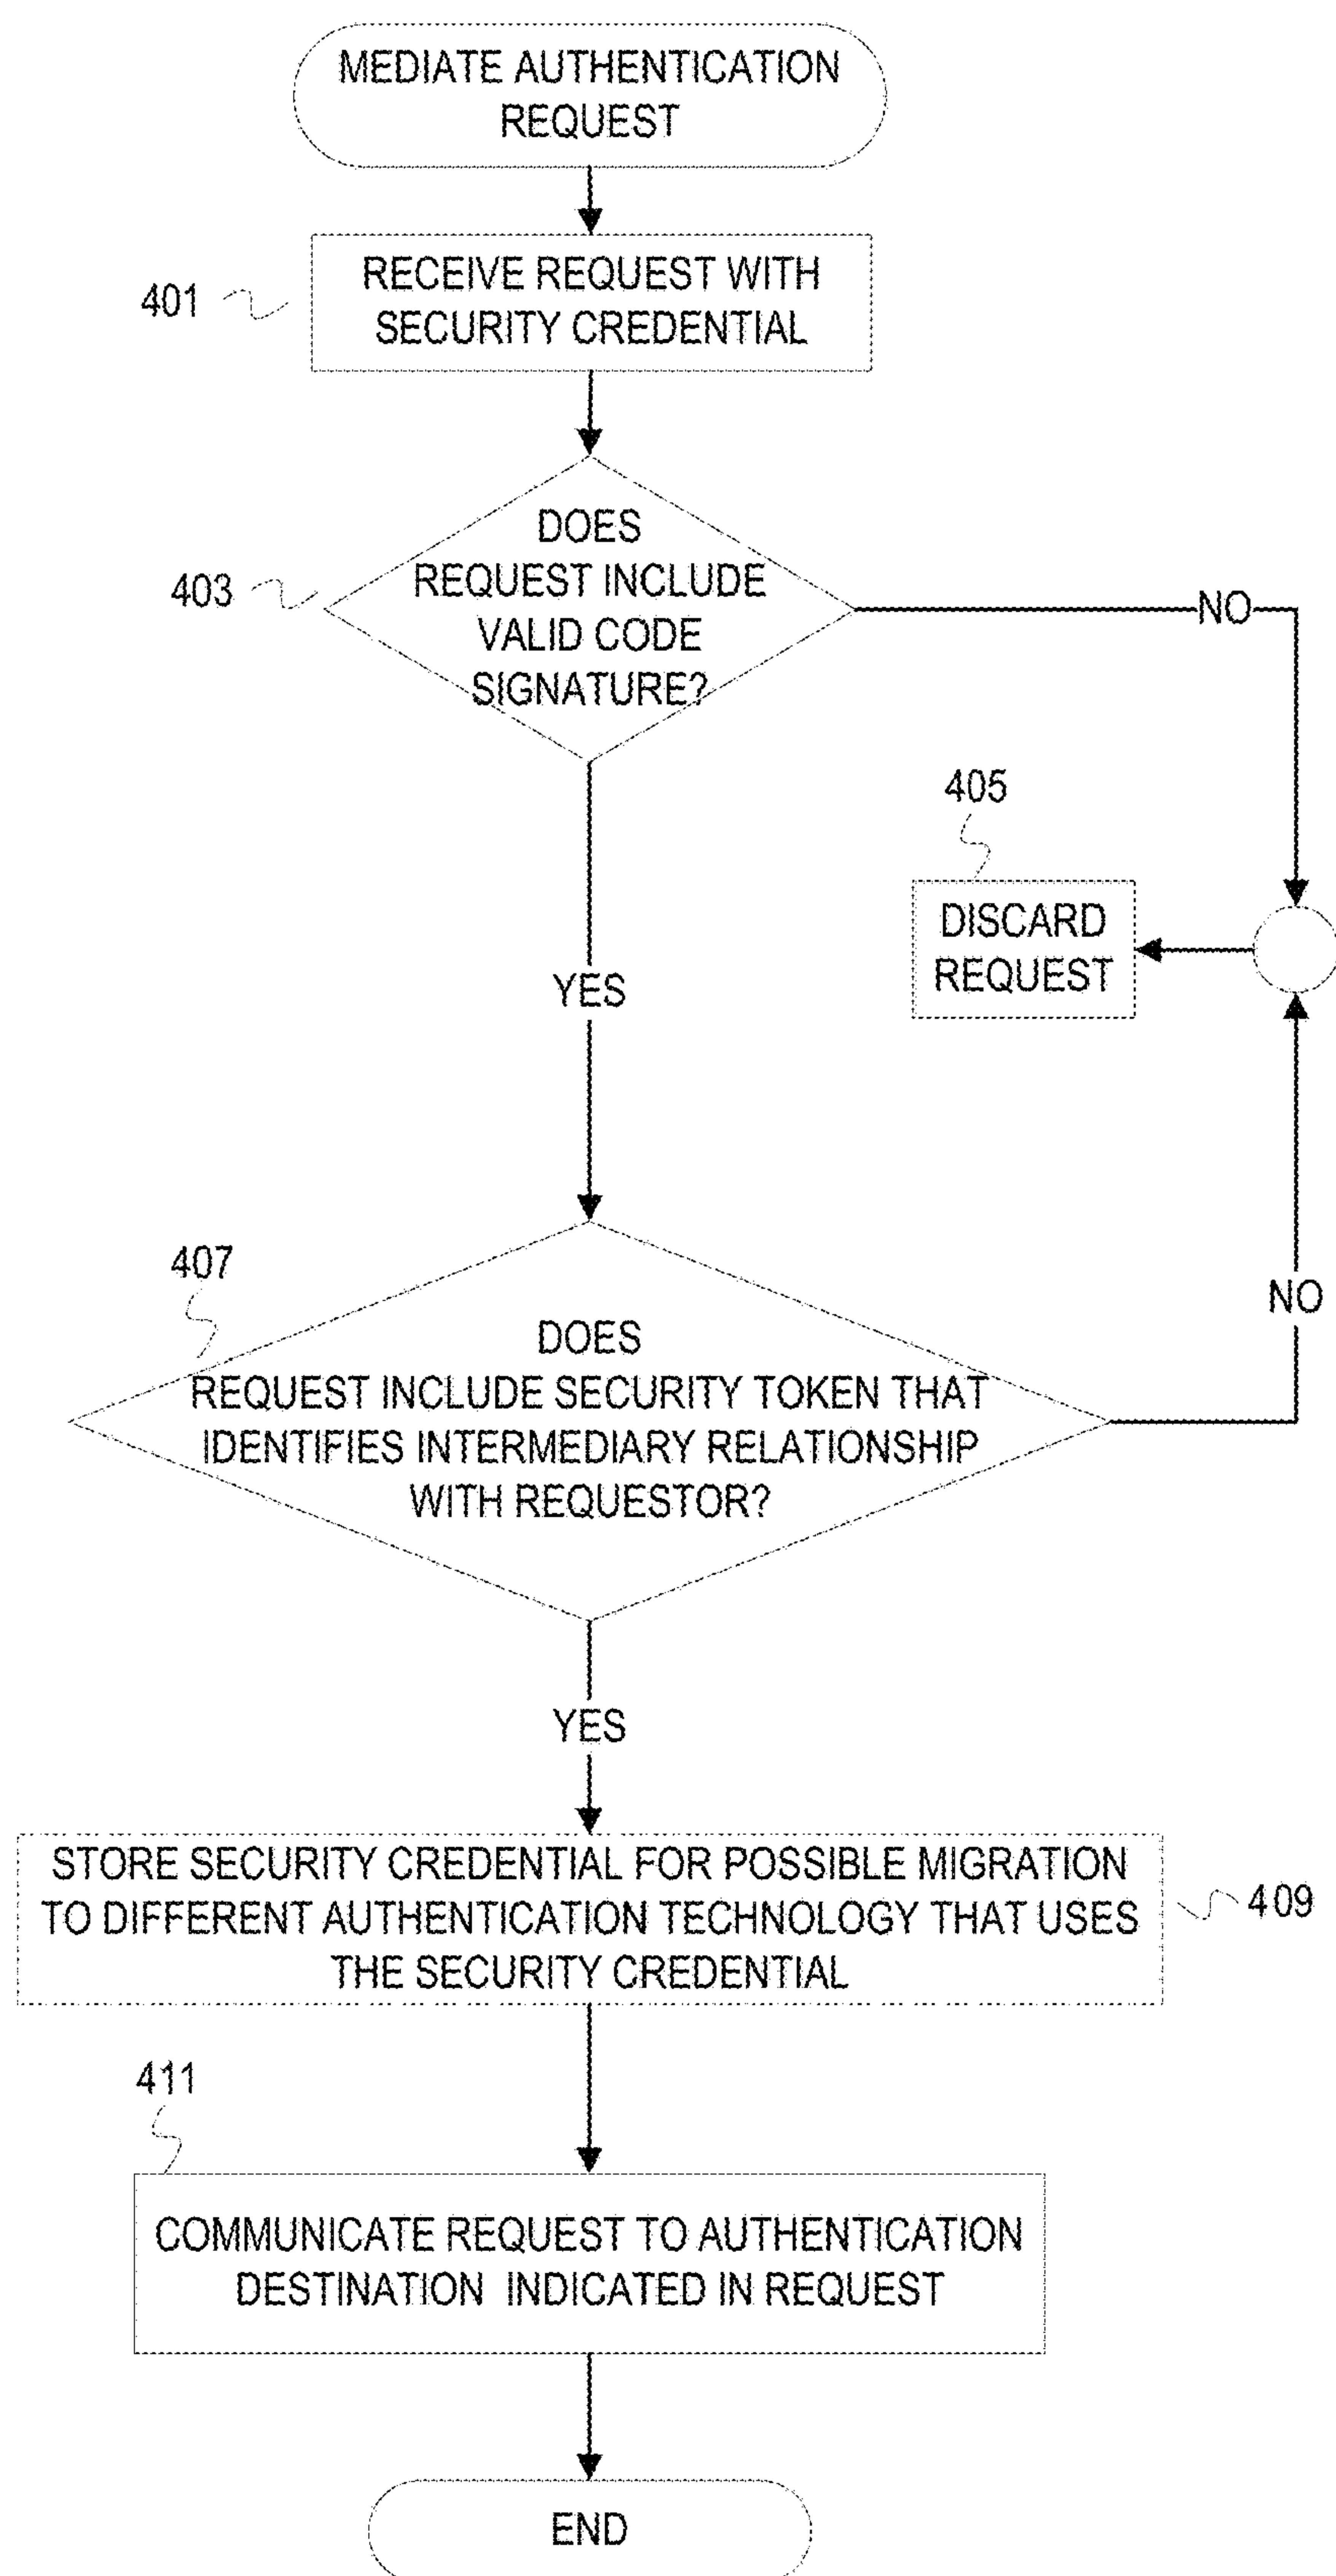 MEDIATE AUTHENTICATION
REQUEST
401
RECEIVE REQUEST WITH
SECURITY CREDENTIAL
403
DOES
REQUEST INCLUDE
VALID CODE
SIGNATURE?
NO
405
DISCARD
REQUEST
YES
407
DOES
REQUEST INCLUDE SECURITY TOKEN THAT
IDENTIFIES INTERMEDIARY RELATIONSHIP
WITH REQUESTOR?
NO
YES
STORE SECURITY CREDENTIAL FOR POSSIBLE MIGRATION
TO DIFFERENT AUTHENTICATION TECHNOLOGY THAT USES
THE SECURITY CREDENTIAL
409
411
COMMUNICATE REQUEST TO AUTHENTICATION
DESTINATION INDICATED IN REQUEST
END